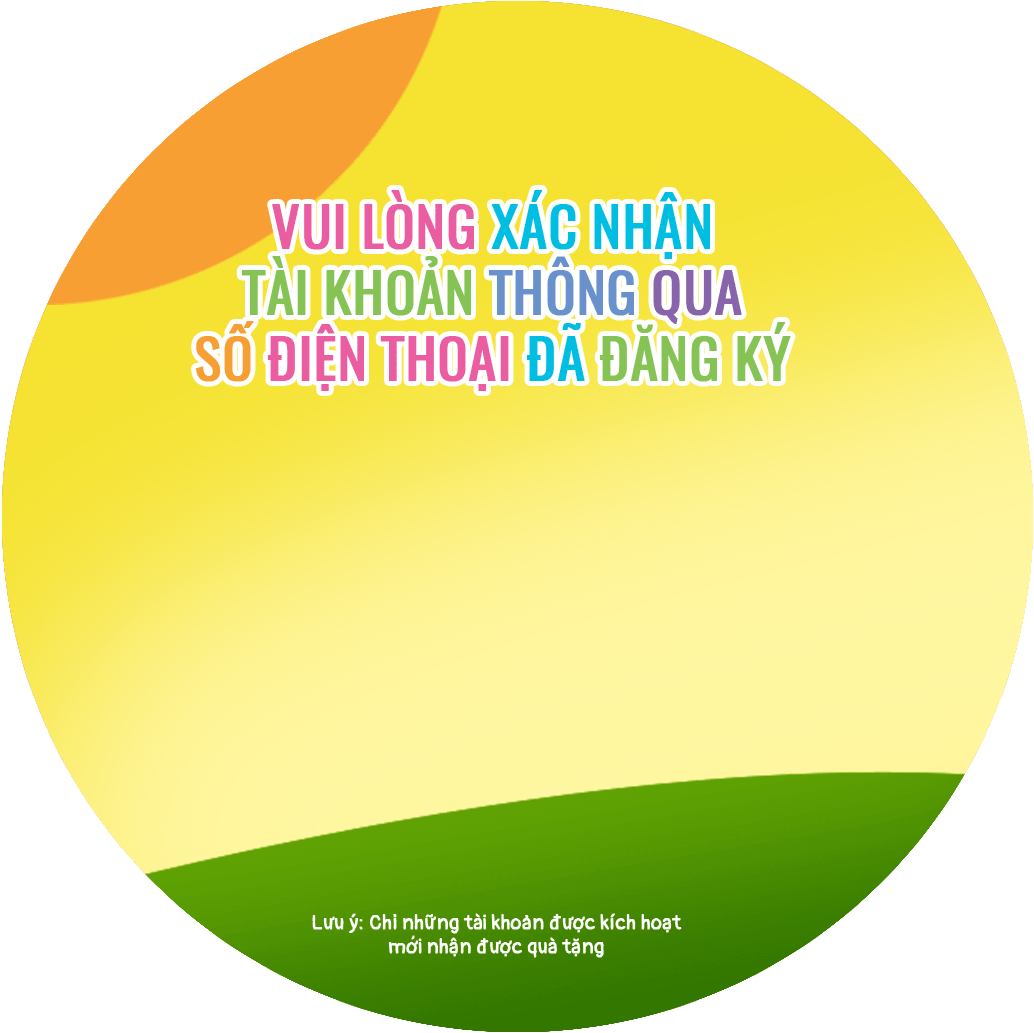 VUI LÒNG XÁC NHẬN
TÀI KHOẢN THÔNG QUA
SỐ ĐIỆN THOẠI ĐÃ ĐĂNG KÝ
Lưu ý: Chỉ những tài khoản được kích hoạt
mới nhận được quà tặng